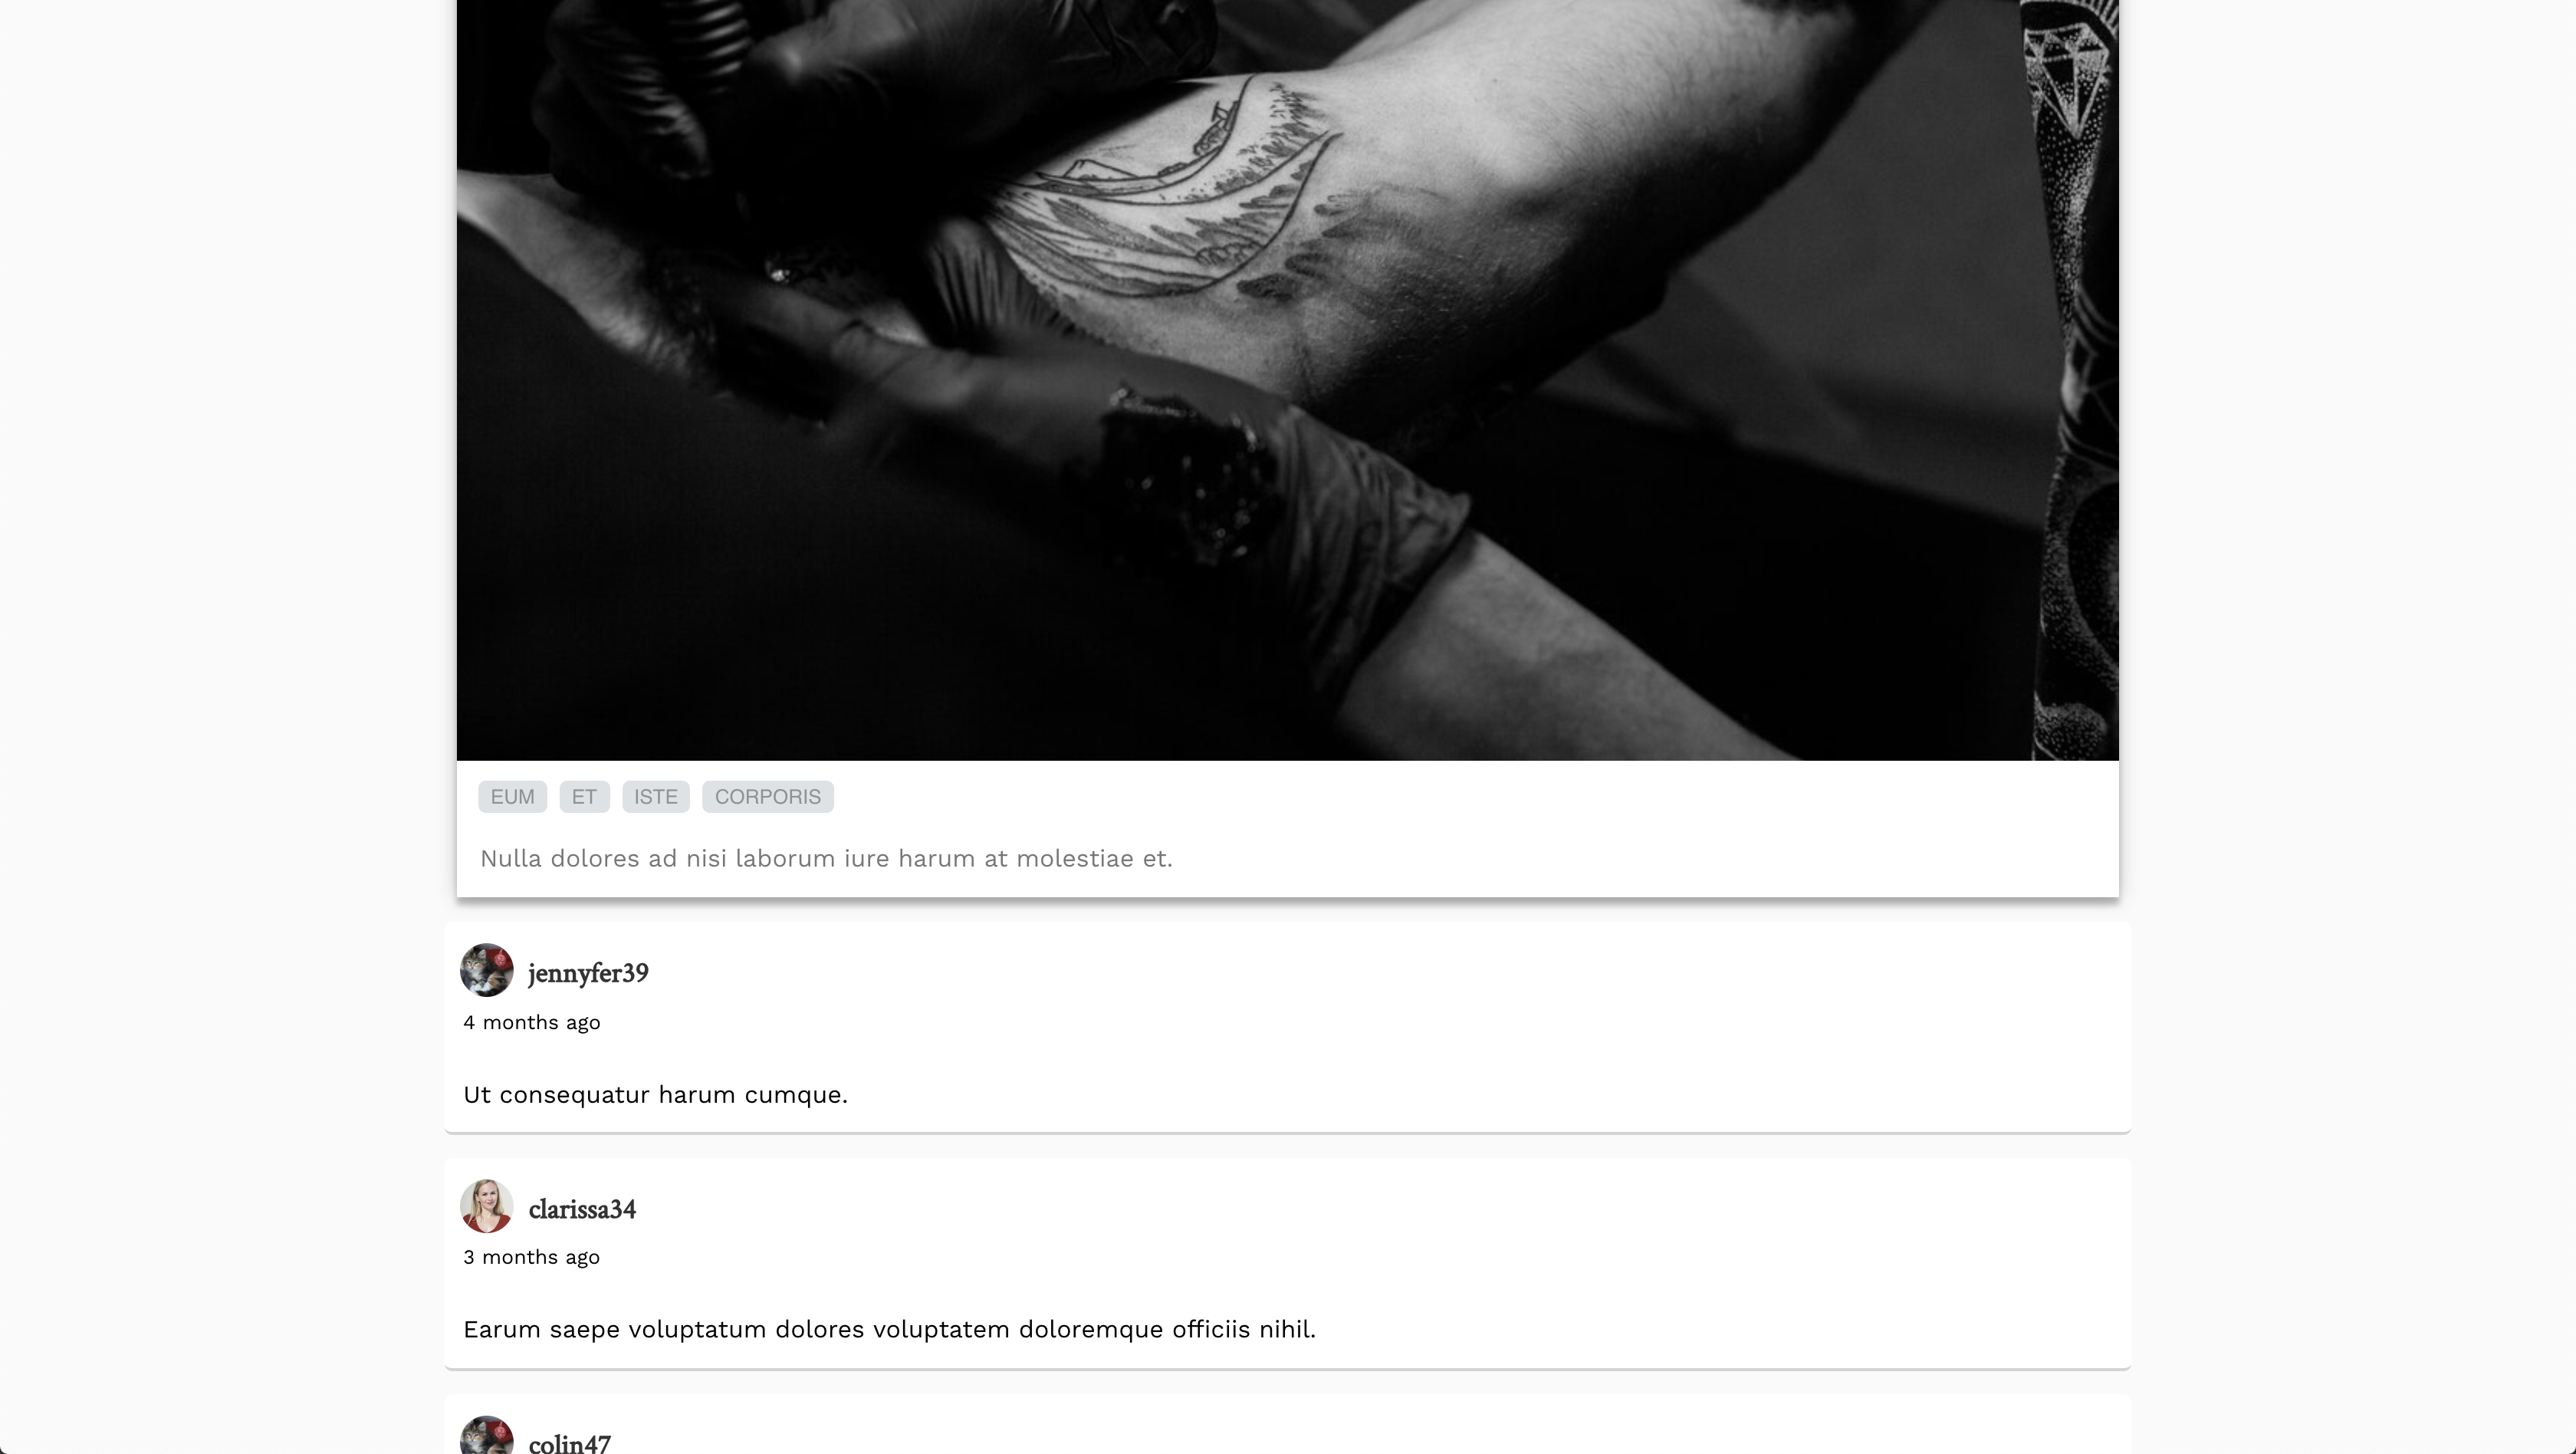 EUM ET ISTE CORPORIS
Nulla dolores ad nisi laborum iure harum at molestiae et.
jennyfer39
4 months ago
Ut consequatur harum cumque.
clarissa34
3 months ago
Earum saepe voluptatum dolores voluptatem doloremque officiis nihil.
colin47